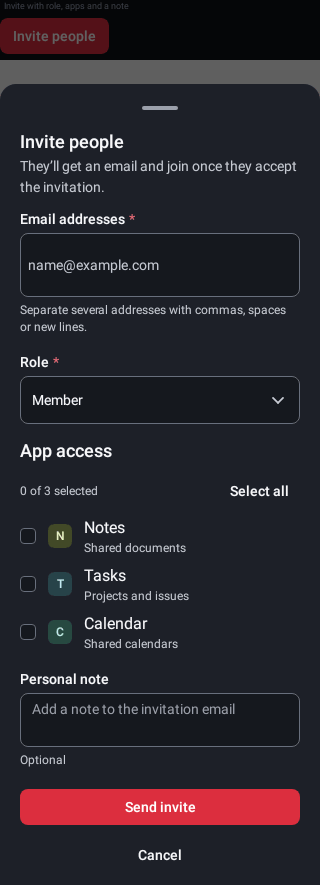 Invite with role, apps and a note
Invite people
Invite people
They'll get an email and join once they accept
the invitation.
Email addresses *
name@example.com
Separate several addresses with commas, spaces
or new lines.
Role *
Member
App access
0 of 3 selected
Select all
N
Notes
Shared documents
T
Tasks
Projects and issues
C
Calendar
Shared calendars
Personal note
Add a note to the invitation email
Optional
Send invite
Cancel